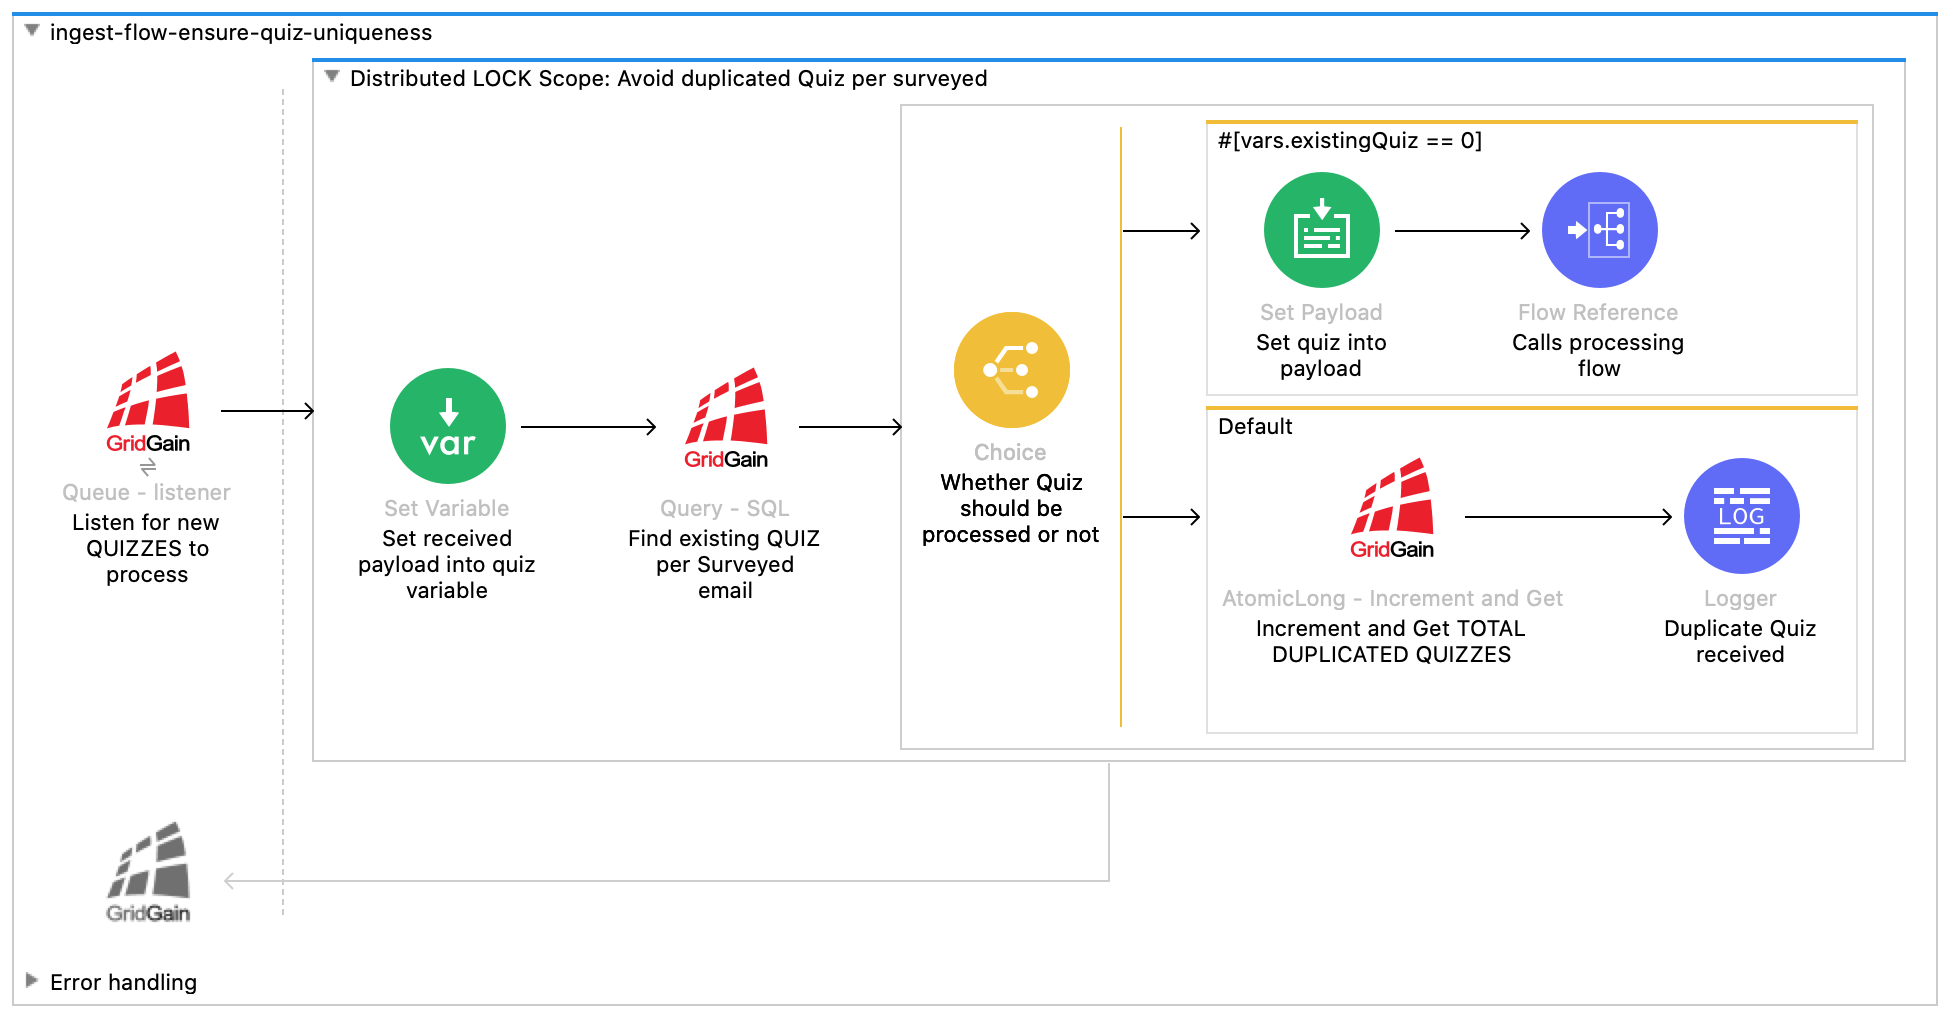 ingest-flow-ensure-quiz-uniqueness
Distributed LOCK Scope: Avoid duplicated Quiz per surveyed
GridGain
Queue - listener
Listen for new
QUIZZES to
process
var
Set Variable
Set received
payload into quiz
variable
GridGain
Query - SQL
Find existing QUIZ
per Surveyed
email
Choice
Whether Quiz
should be
processed or not
#[vars.existingQuiz == 0]
Set Payload
Set quiz into
payload
Flow Reference
Calls processing
flow
Default
GridGain
AtomicLong - Increment and Get
Increment and Get TOTAL
DUPLICATED QUIZZES
LOG
Logger
Duplicate Quiz
received
GridGain
Error handling